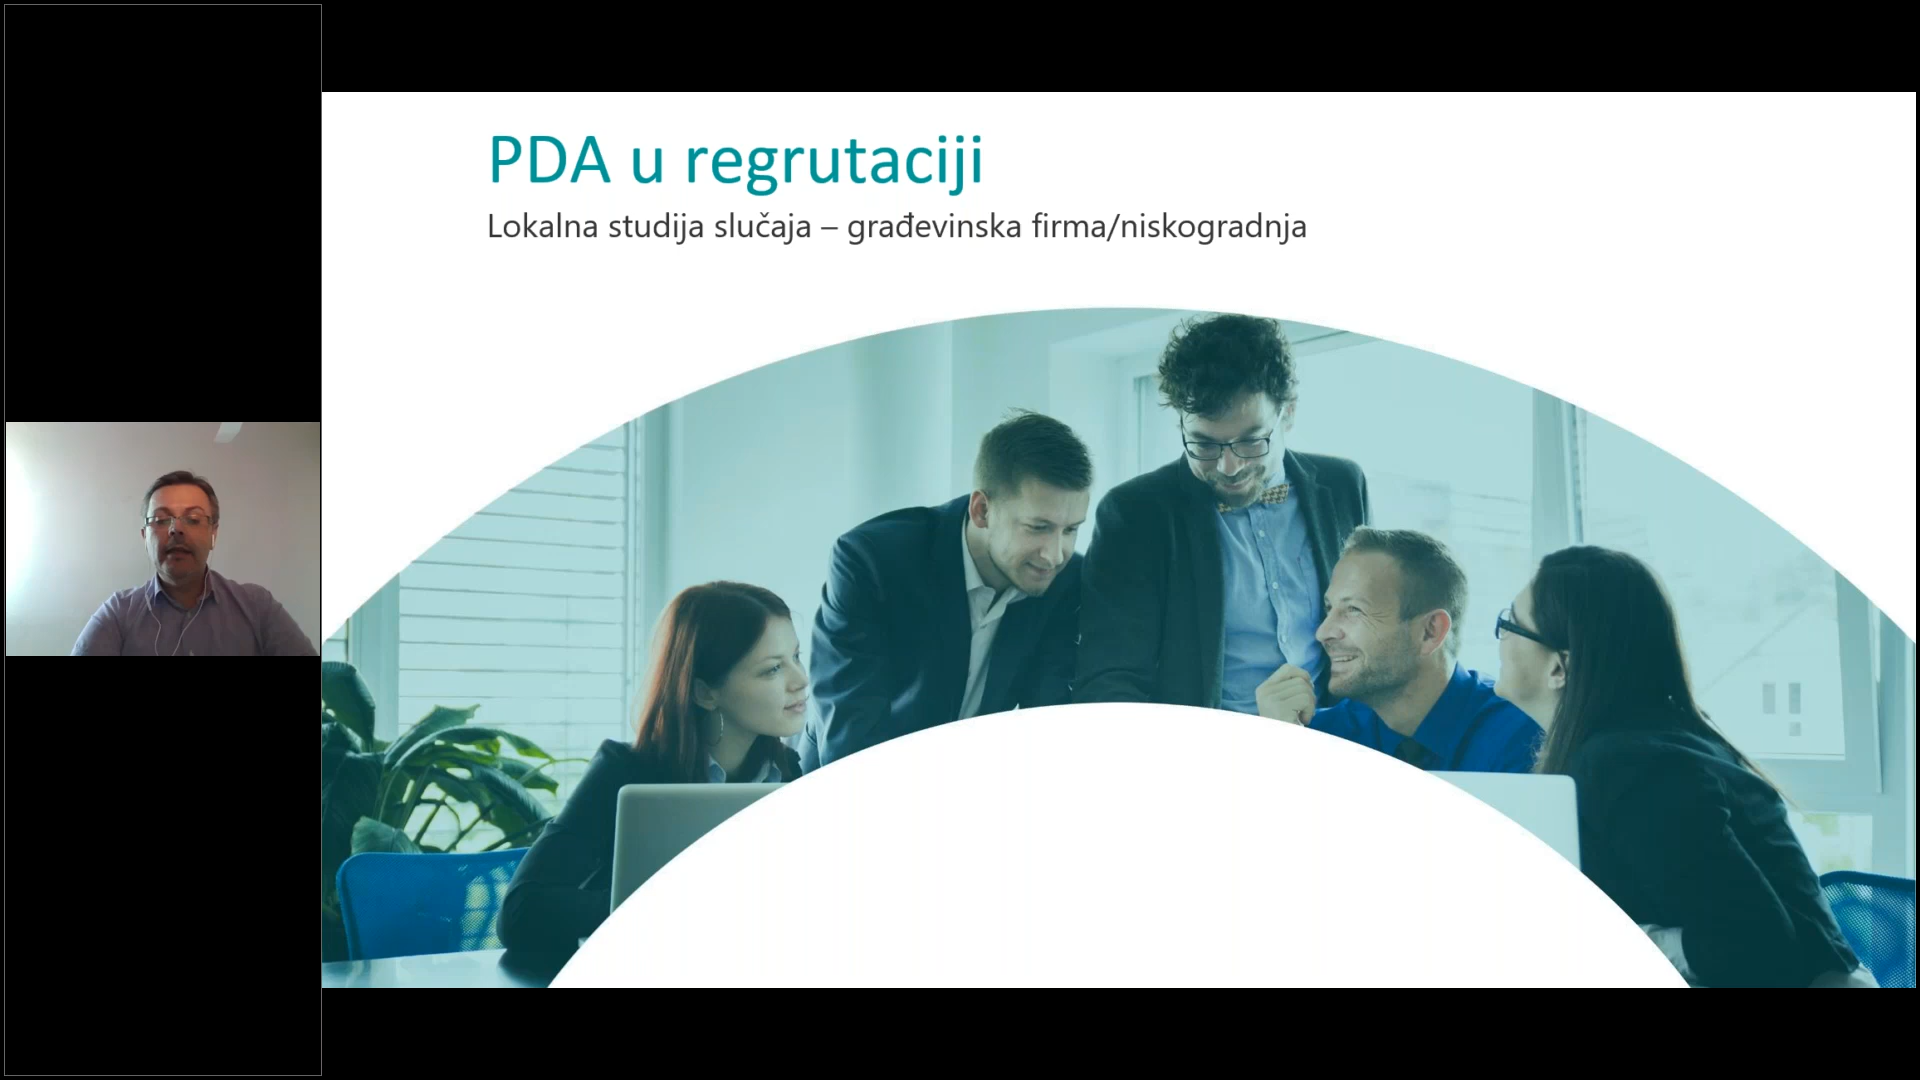 PDA u regrutaciji
Lokalna studija slučaja – građevinska firma/niskogradnja